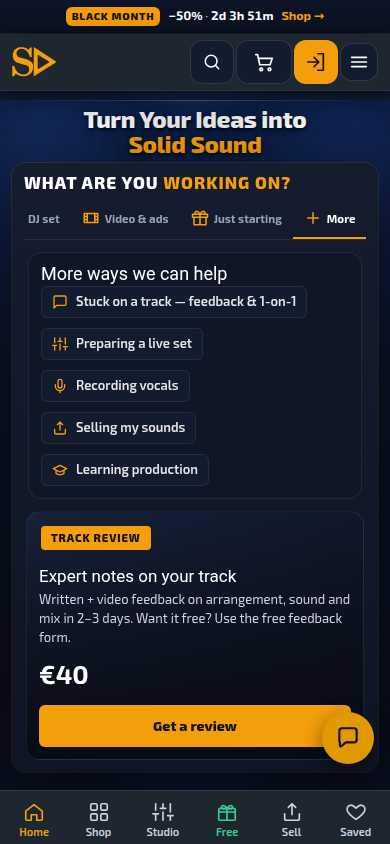 BLACK MONTH −50% · 2d 3h 51m Shop →
SD
Turn Your Ideas into
Solid Sound
WHAT ARE YOU WORKING ON?
DJ set Video & ads Just starting More
More ways we can help
Stuck on a track — feedback & 1-on-1
Preparing a live set
Recording vocals
Selling my sounds
Learning production
TRACK REVIEW
Expert notes on your track
Written + video feedback on arrangement, sound and
mix in 2–3 days. Want it free? Use the free feedback
form.
€40
Get a review
Home Shop Studio Free Sell Saved